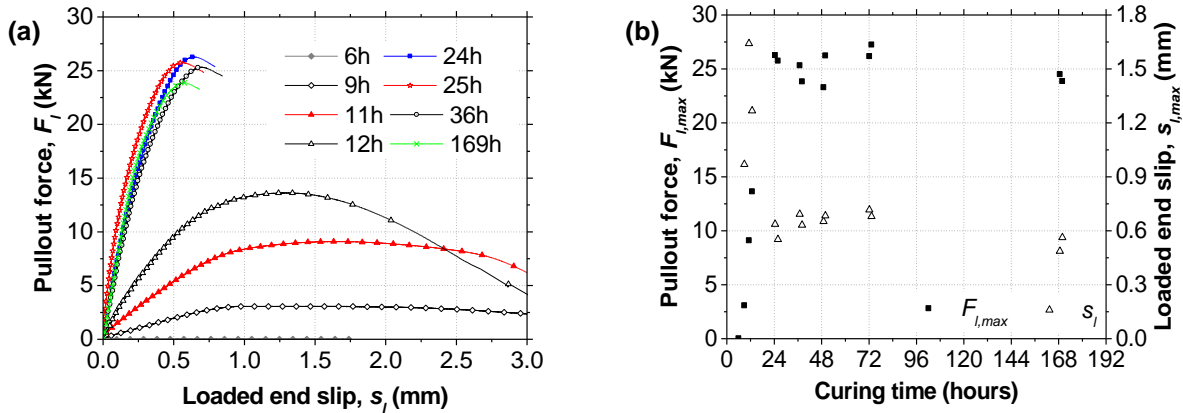 (a)
Pullout force, F_l (kN)
30
25
20
15
10
5
0
6h 24h
9h 25h
11h 36h
12h 169h
0.0 0.5 1.0 1.5 2.0 2.5 3.0
Loaded end slip, s_l (mm)
(b)
Pullout force, F_l,max (kN)
30
25
20
15
10
5
0
F_l,max s_l
0 24 48 72 96 120 144 168 192
Curing time (hours)
1.8
1.5
1.2
0.9
0.6
0.3
0.0
Loaded end slip, s_l,max (mm)